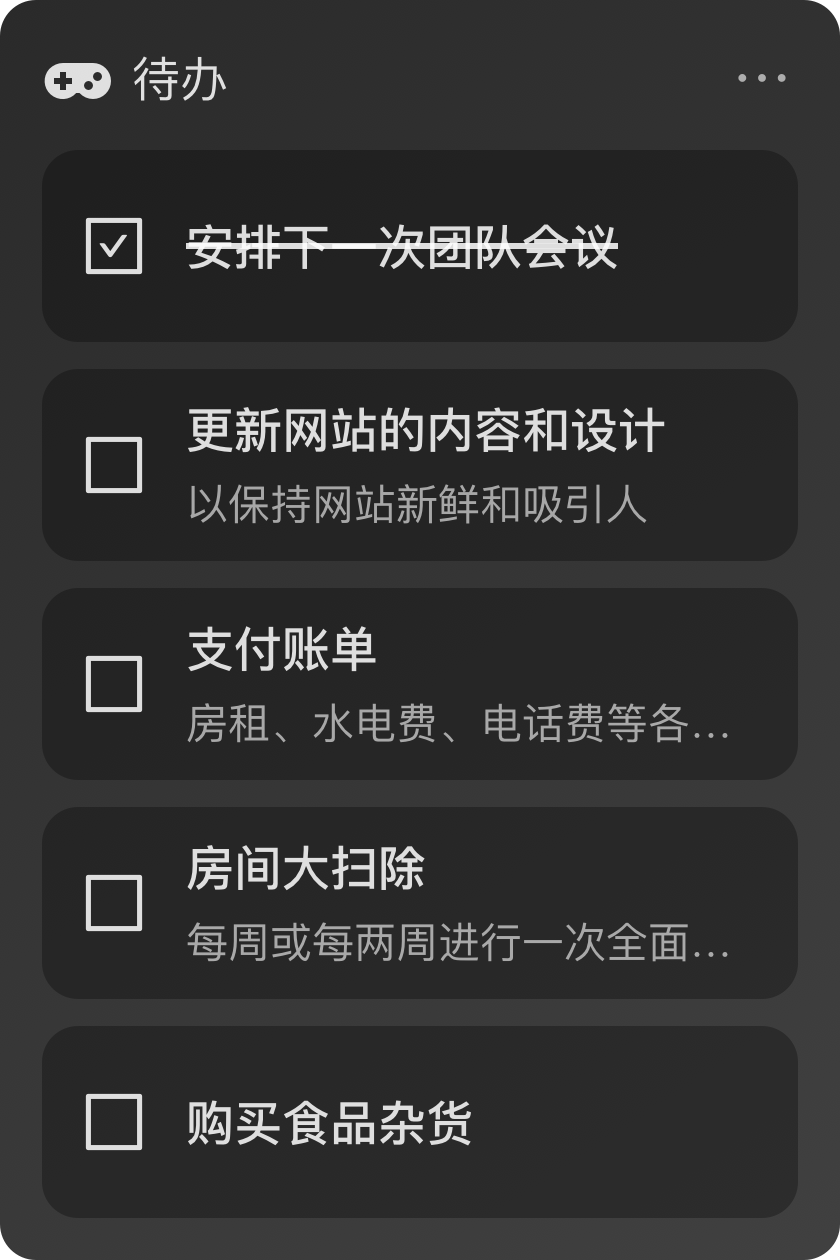 待办
安排下一次团队会议
更新网站的内容和设计
以保持网站新鲜和吸引人
支付账单
房租、水电费、电话费等各...
房间大扫除
每周或每两周进行一次全面...
购买食品杂货